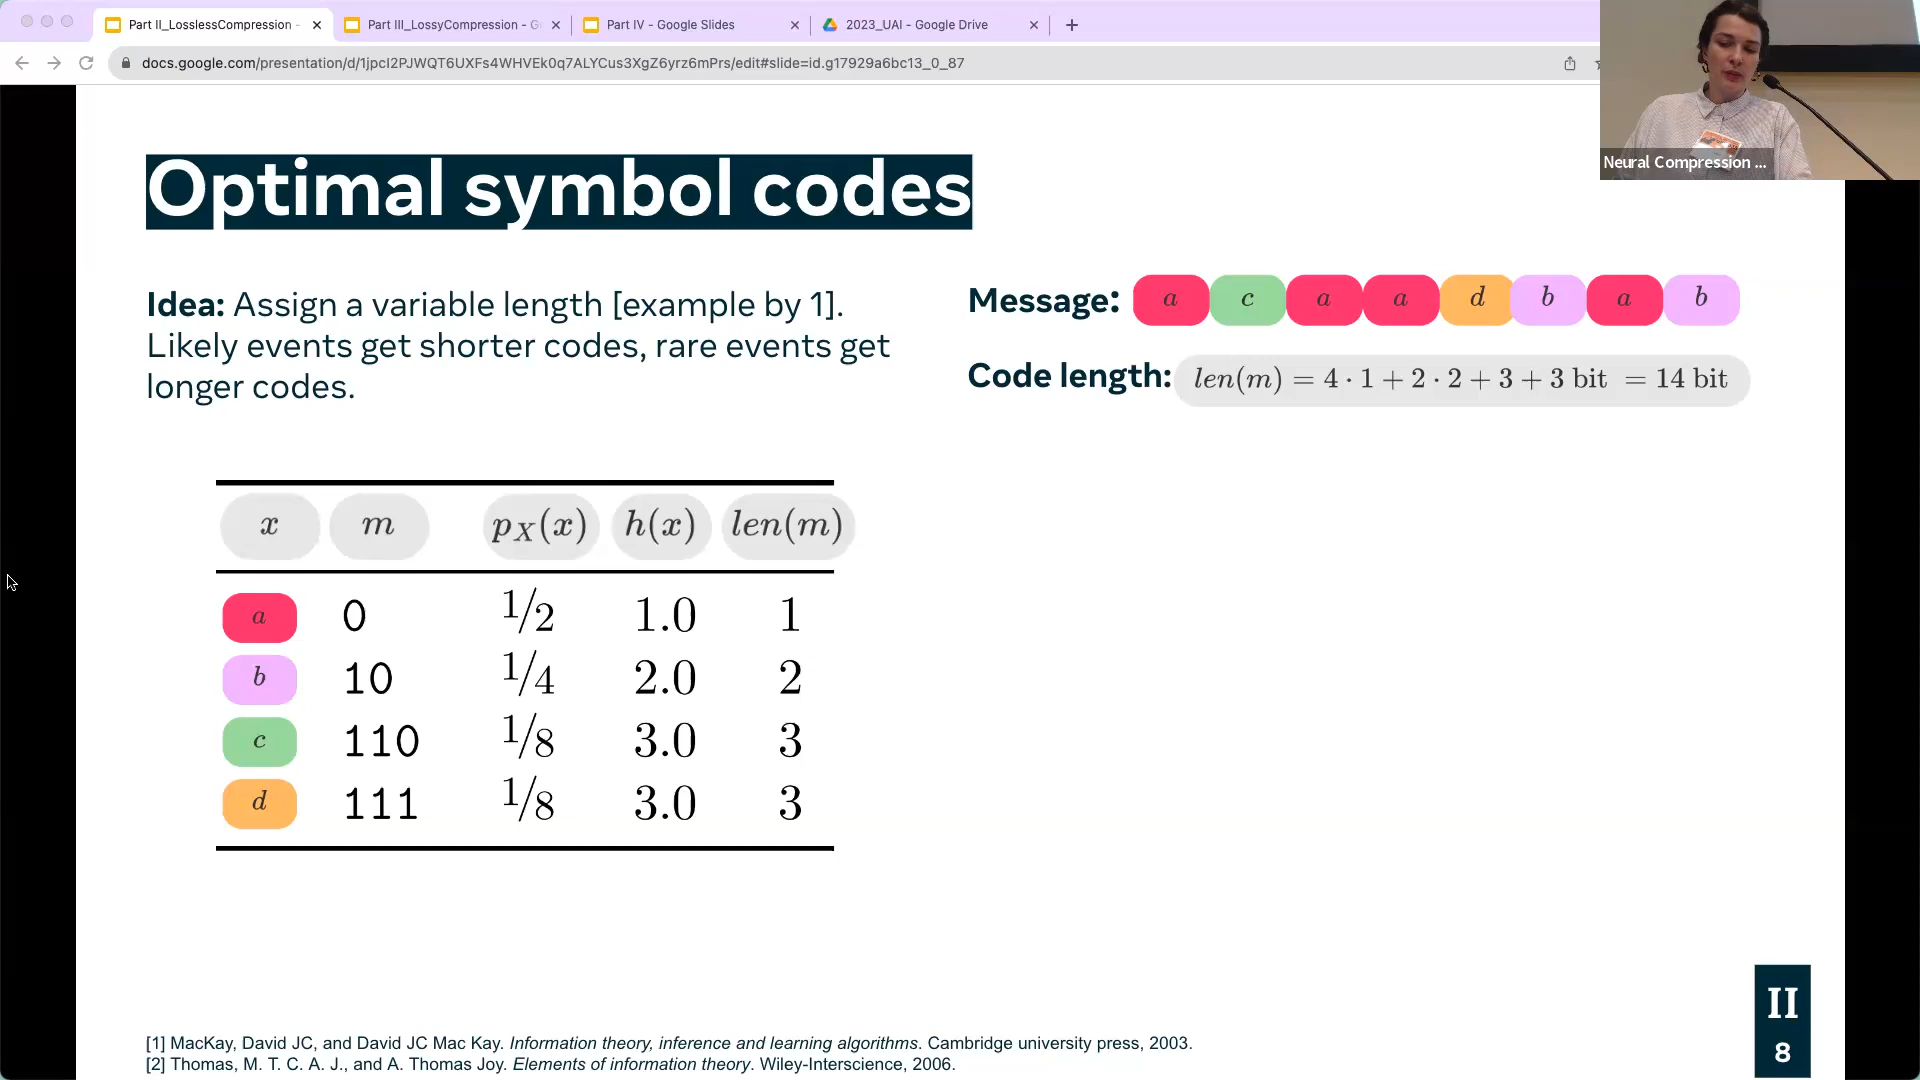 Part II_LosslessCompression -
Part III_LossyCompression - G
Part IV - Google Slides
2023_UAI - Google Drive
docs.google.com/presentation/d/1jpcI2PJWQT6UXFs4WHVEk0q7ALYCus3XgZ6yrz6mPrs/edit#slide=id.g17929a6bc13_0_87
Neural Compression ...
Optimal symbol codes
Idea: Assign a variable length [example by 1].
Likely events get shorter codes, rare events get
longer codes.
Message: a c a a d b a b
Code length: len(m) = 4 · 1 + 2 · 2 + 3 + 3 bit = 14 bit
x m p_X(x) h(x) len(m)
a 0 1/2 1.0 1
b 10 1/4 2.0 2
c 110 1/8 3.0 3
d 111 1/8 3.0 3
[1] MacKay, David JC, and David JC Mac Kay. Information theory, inference and learning algorithms. Cambridge university press, 2003.
[2] Thomas, M. T. C. A. J., and A. Thomas Joy. Elements of information theory. Wiley-Interscience, 2006.
II
8